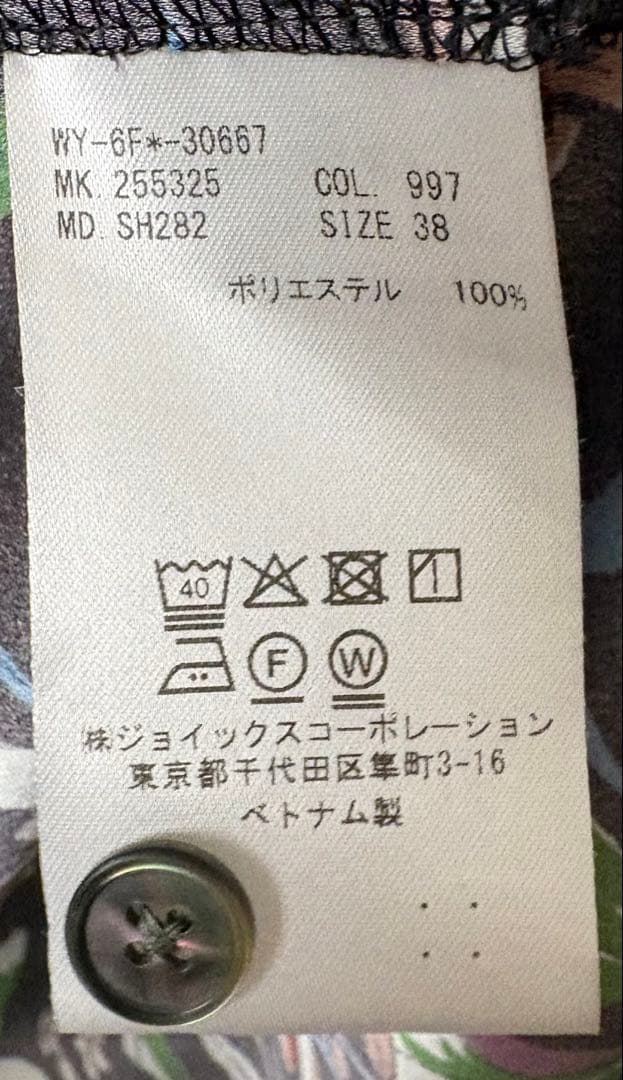 WY-6F*-30667
MK. 255325 COL. 997
MD. SH282 SIZE 38
ポリエステル 100%
40
F W
㈱ジョイックスコーポレーション
東京都千代田区隼町3-16
ベトナム製